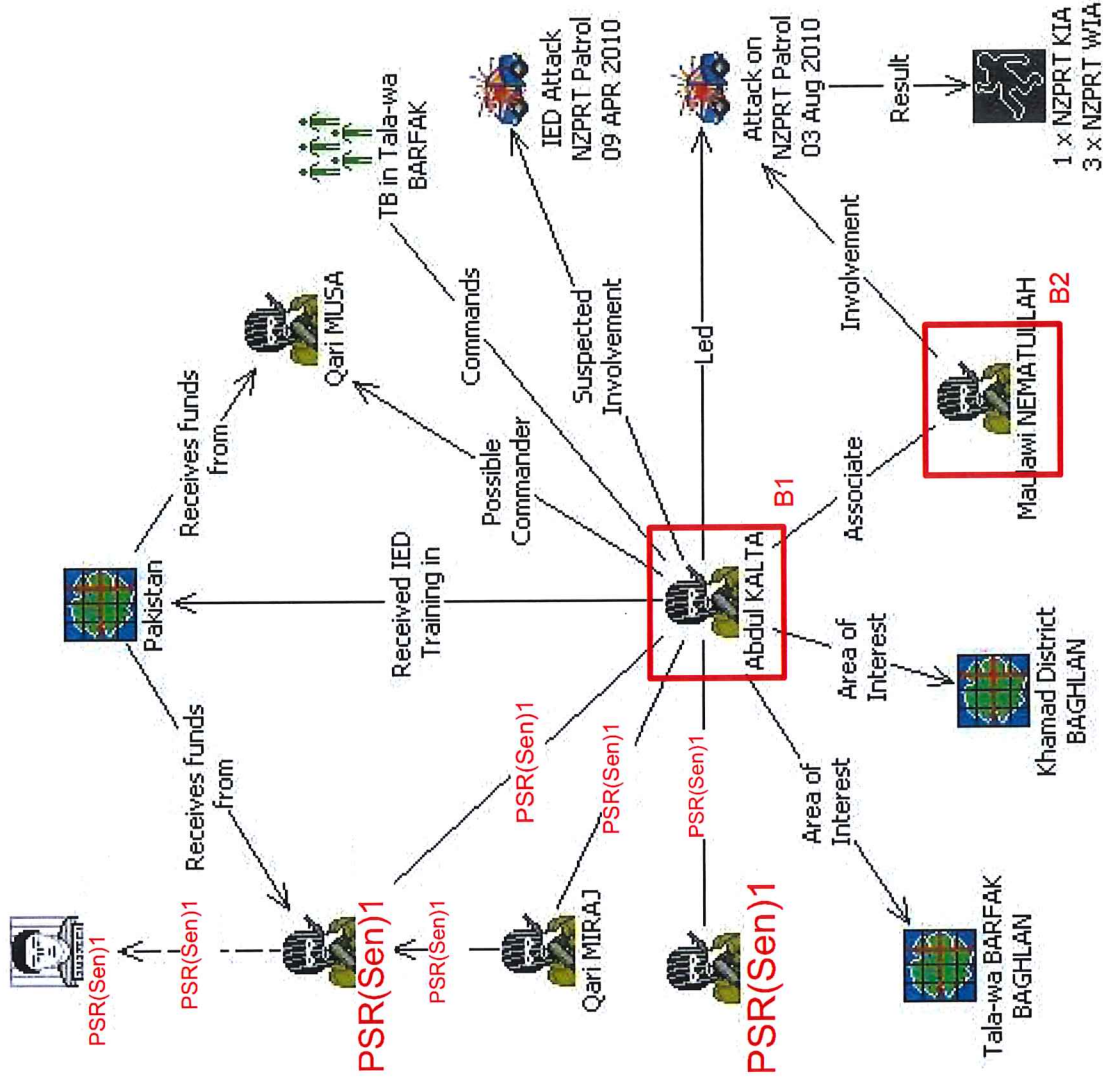 PSR(Sen)1
PSR(Sen)1
PSR(Sen)1
PSR(Sen)1
Qari MIRAJ
PSR(Sen)1
Receives funds
from
Pakistan
Receives funds
from
Qari MUSA
TB in Tala-wa
BARFAK
IED Attack
NZPRT Patrol
09 APR 2010
Attack on
NZPRT Patrol
03 Aug 2010
Result
1 x NZPRT KIA
3 x NZPRT WIA
Received IED
Training in
Possible
Commander
Commands
Suspected
Involvement
Led
Involvement
PSR(Sen)1
PSR(Sen)1
PSR(Sen)1
Abdul KALTA
B1
Associate
Maulawi NEMATULLAH
B2
Area of
Interest
Area of
Interest
Tala-wa BARFAK
BAGHLAN
Khamad District
BAGHLAN